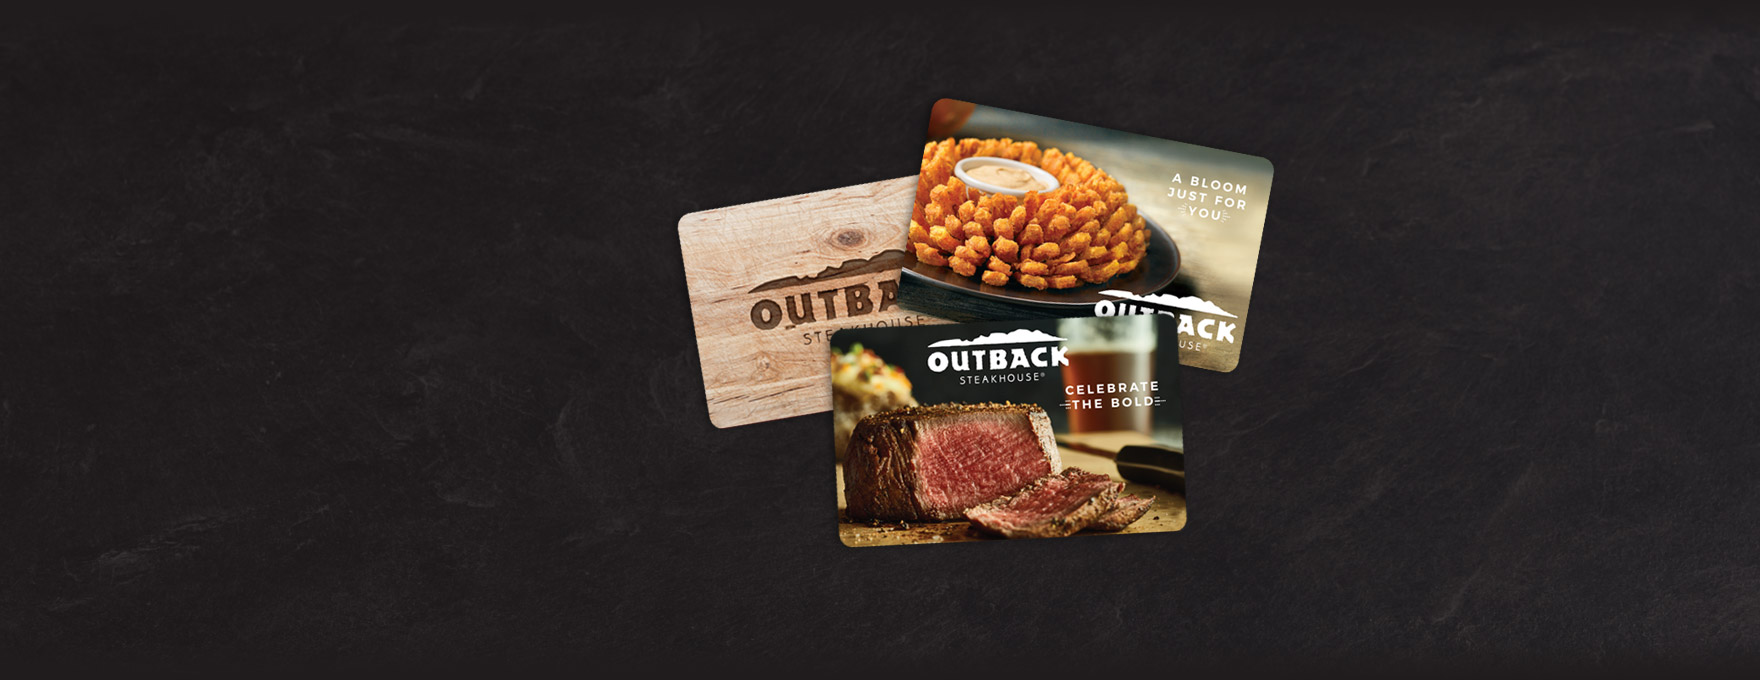 A BLOOM
JUST FOR
YOU
OUTBACK
STEAKHOUSE
OUTBACK
STEAKHOUSE®
CELEBRATE
THE BOLD